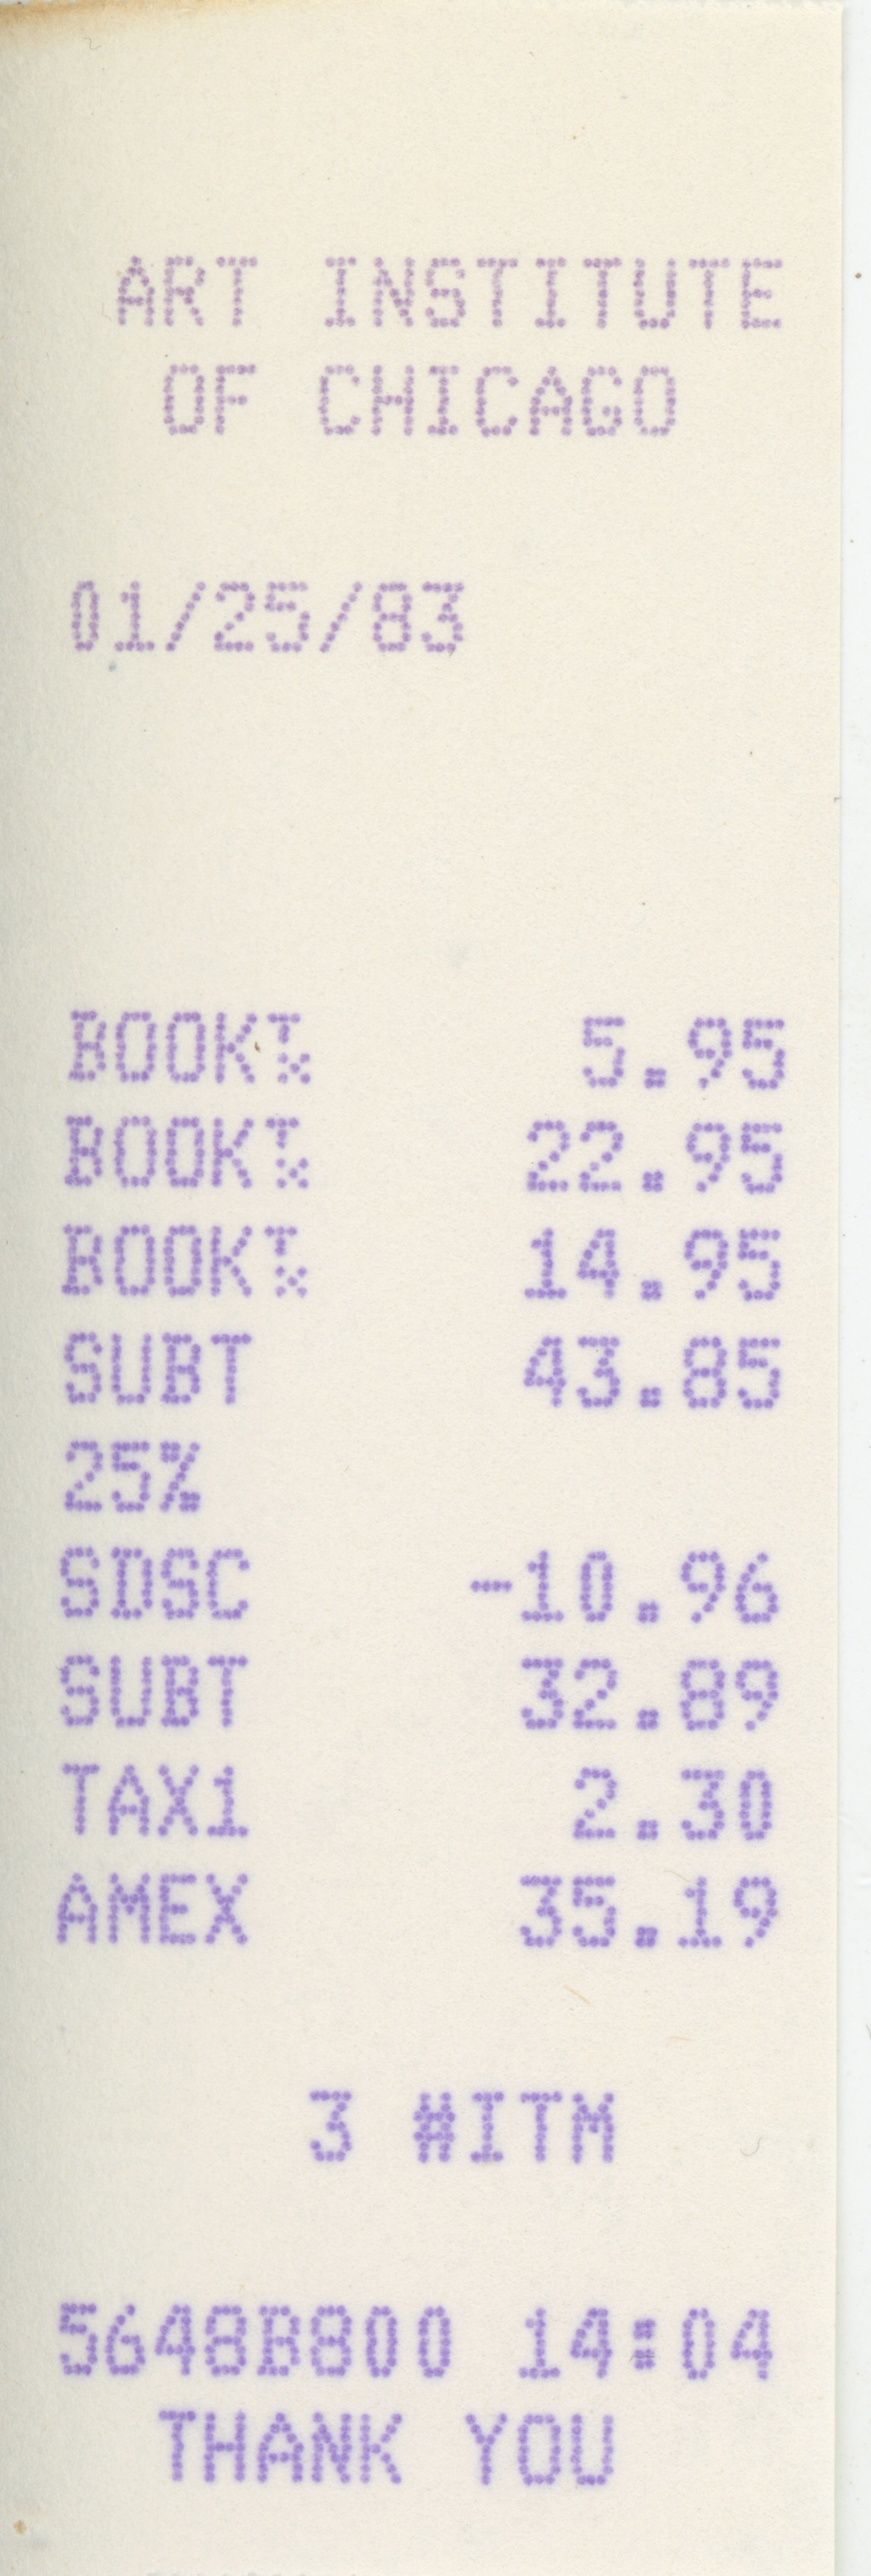 ART INSTITUTE
OF CHICAGO
01/25/83
BOOK 5.95
BOOK 22.95
BOOK 14.95
SUBT 43.85
25%
SDSC -10.96
SUBT 32.89
TAX1 2.30
AMEX 35.19
3 #ITM
5648B800 14:04
THANK YOU